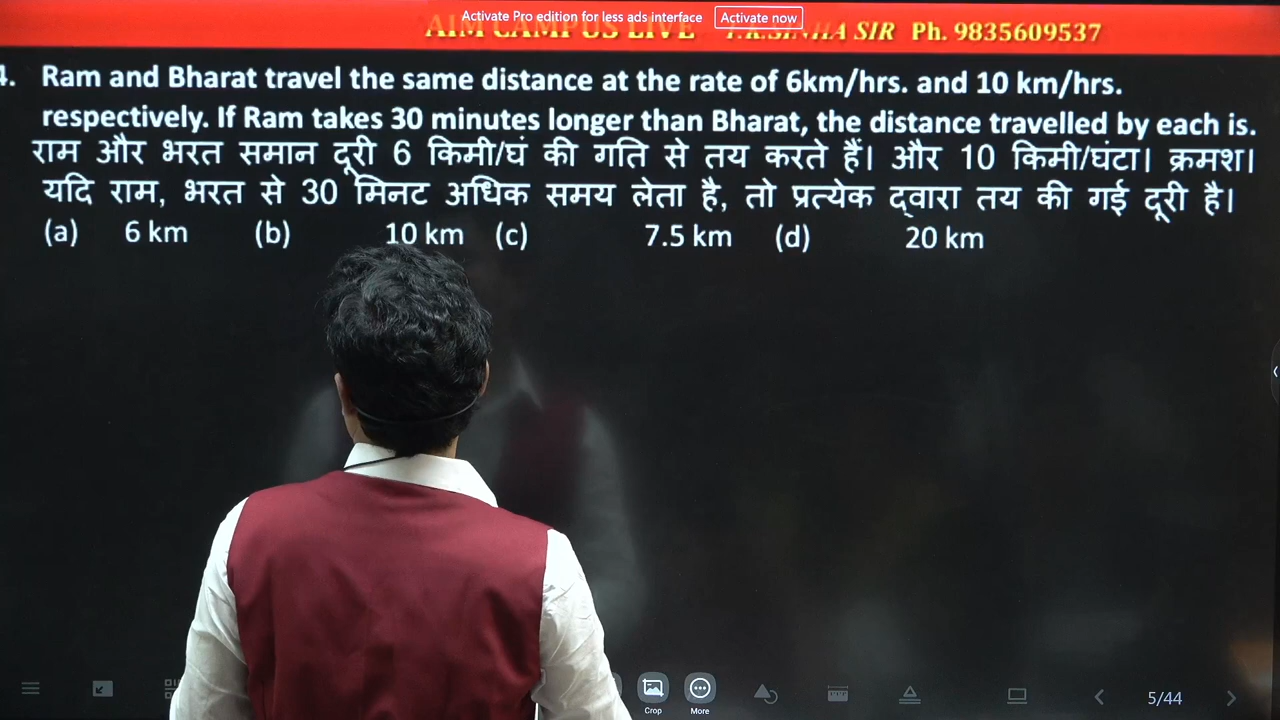 Activate Pro edition for less ads interface Activate now
AIM CAMPUS LIVE SIR Ph. 9835609537
4. Ram and Bharat travel the same distance at the rate of 6km/hrs. and 10 km/hrs.
respectively. If Ram takes 30 minutes longer than Bharat, the distance travelled by each is.
राम और भरत समान दूरी 6 किमी/घं की गति से तय करते हैं। और 10 किमी/घंटा। क्रमश।
यदि राम, भरत से 30 मिनट अधिक समय लेता है, तो प्रत्येक द्वारा तय की गई दूरी है।
(a) 6 km (b) 10 km (c) 7.5 km (d) 20 km
Crop More
5/44